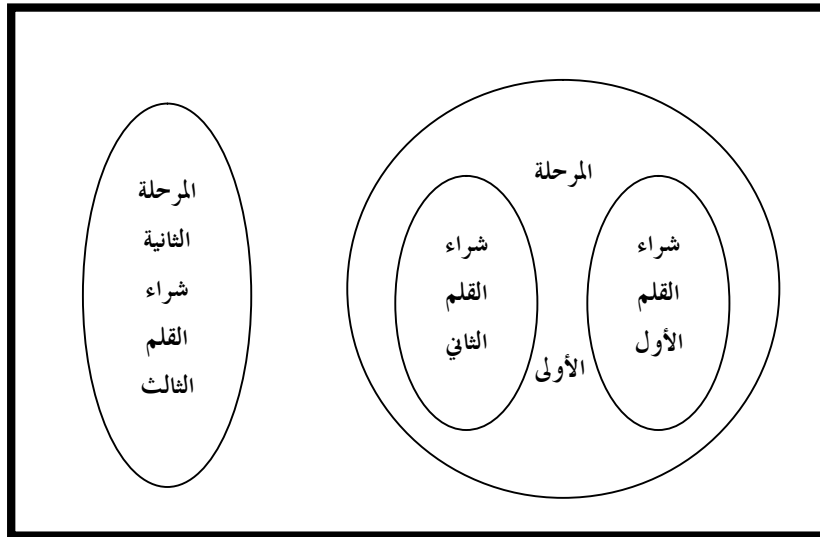 المرحلة
الأولى
شراء
القلم
الأول
شراء
القلم
الثاني
المرحلة
الثانية
شراء
القلم
الثالث